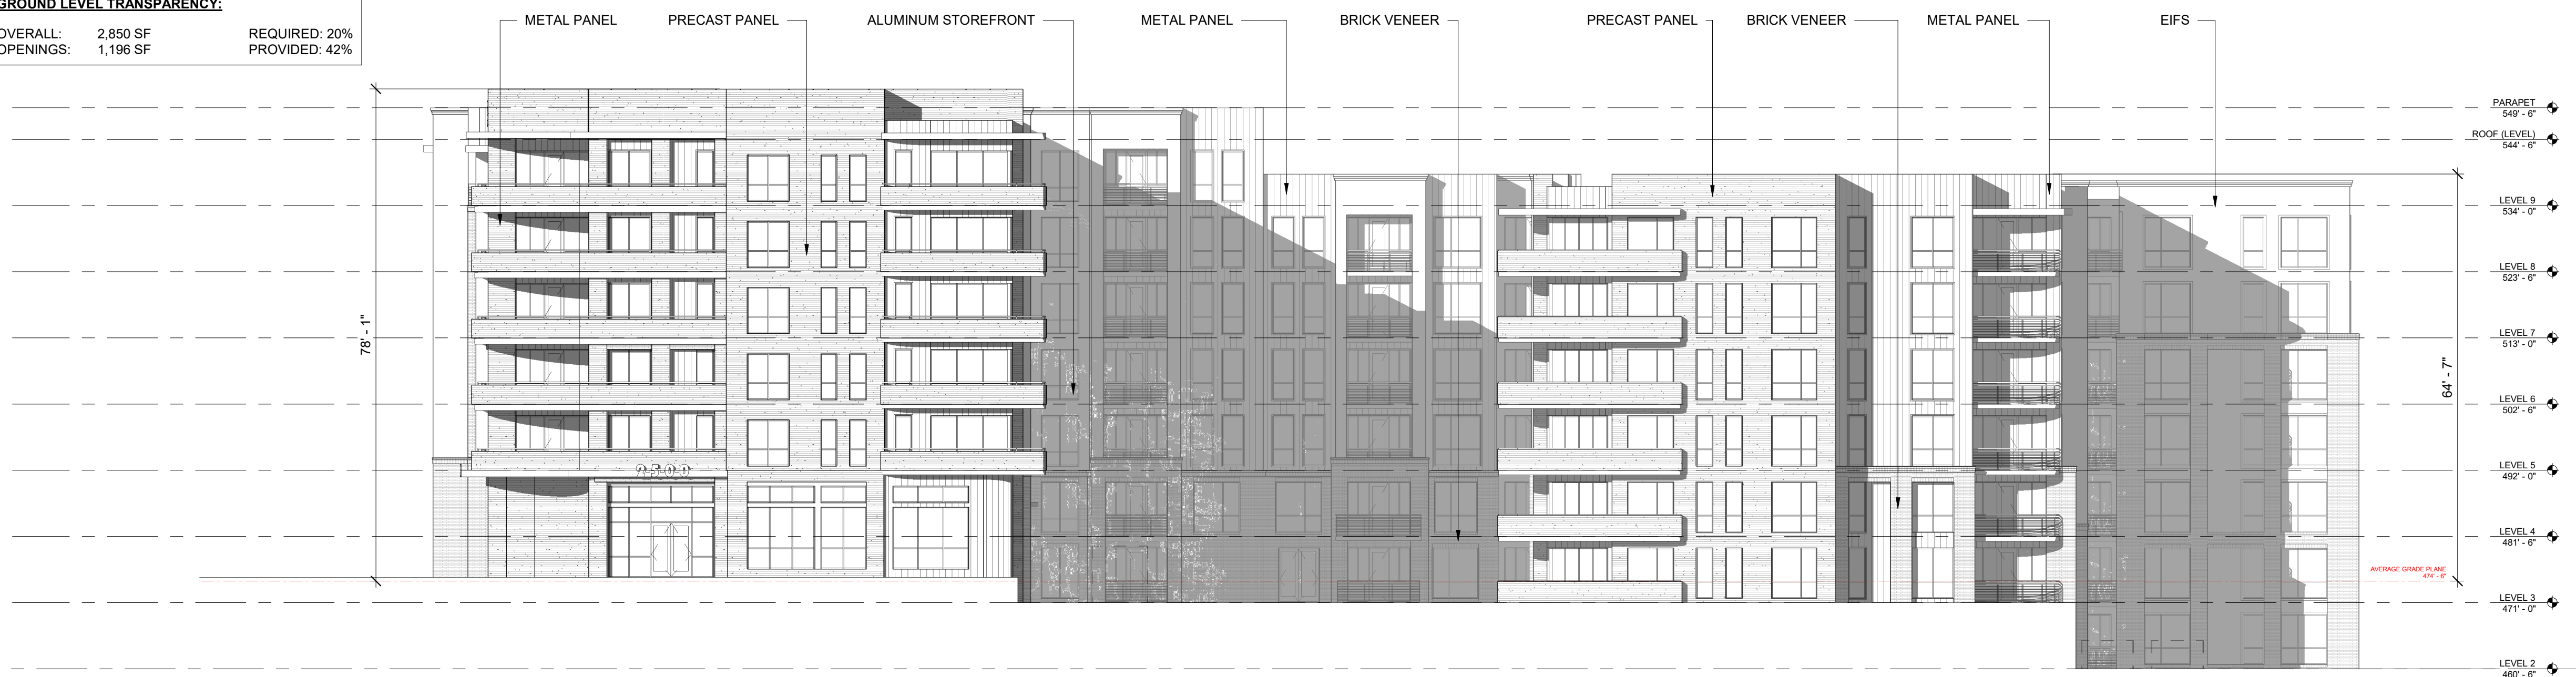 GROUND LEVEL TRANSPARENCY:
OVERALL: 2,850 SF REQUIRED: 20%
OPENINGS: 1,196 SF PROVIDED: 42%
METAL PANEL
PRECAST PANEL
ALUMINUM STOREFRONT
METAL PANEL
BRICK VENEER
PRECAST PANEL
BRICK VENEER
METAL PANEL
EIFS
PARAPET
549' - 6"
ROOF (LEVEL)
544' - 6"
LEVEL 9
534' - 0"
LEVEL 8
523' - 6"
LEVEL 7
513' - 0"
LEVEL 6
502' - 6"
LEVEL 5
492' - 0"
LEVEL 4
481' - 6"
AVERAGE GRADE PLANE
474' - 6"
LEVEL 3
471' - 0"
LEVEL 2
460' - 6"
78' - 1"
64' - 7"
2-5-0-0